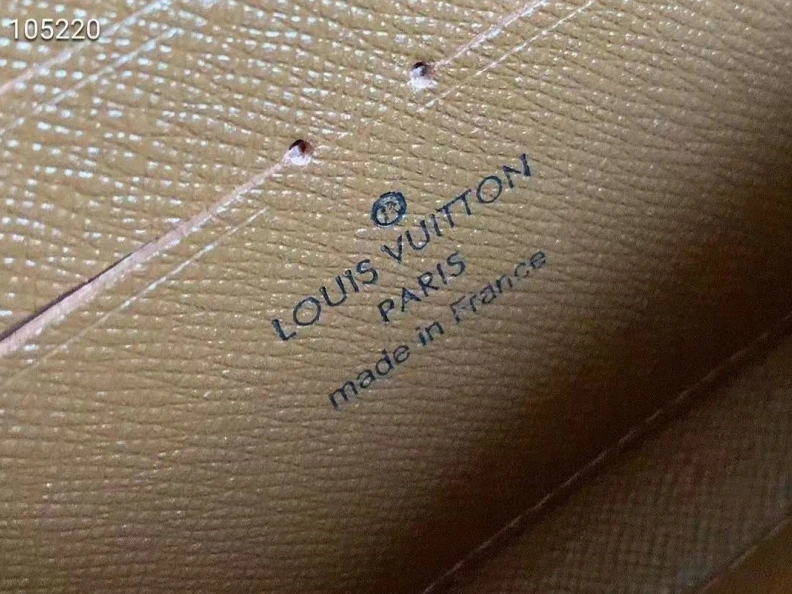 105220
®
LOUIS VUITTON
PARIS
made in France